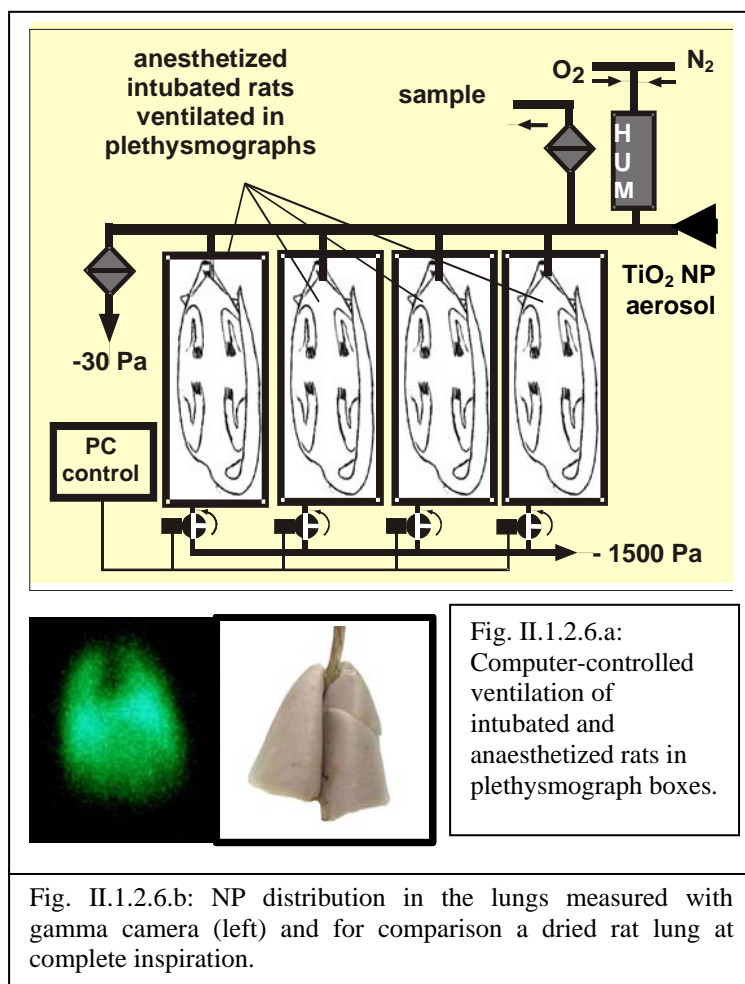 anesthetized
intubated rats
ventilated in
plethysmographs
sample
O₂
N₂
HUM
TiO₂ NP
aerosol
-30 Pa
PC
control
- 1500 Pa
Fig. II.1.2.6.a:
Computer-controlled
ventilation of
intubated and
anaesthetized rats in
plethysmograph boxes.
Fig. II.1.2.6.b: NP distribution in the lungs measured with
gamma camera (left) and for comparison a dried rat lung at
complete inspiration.